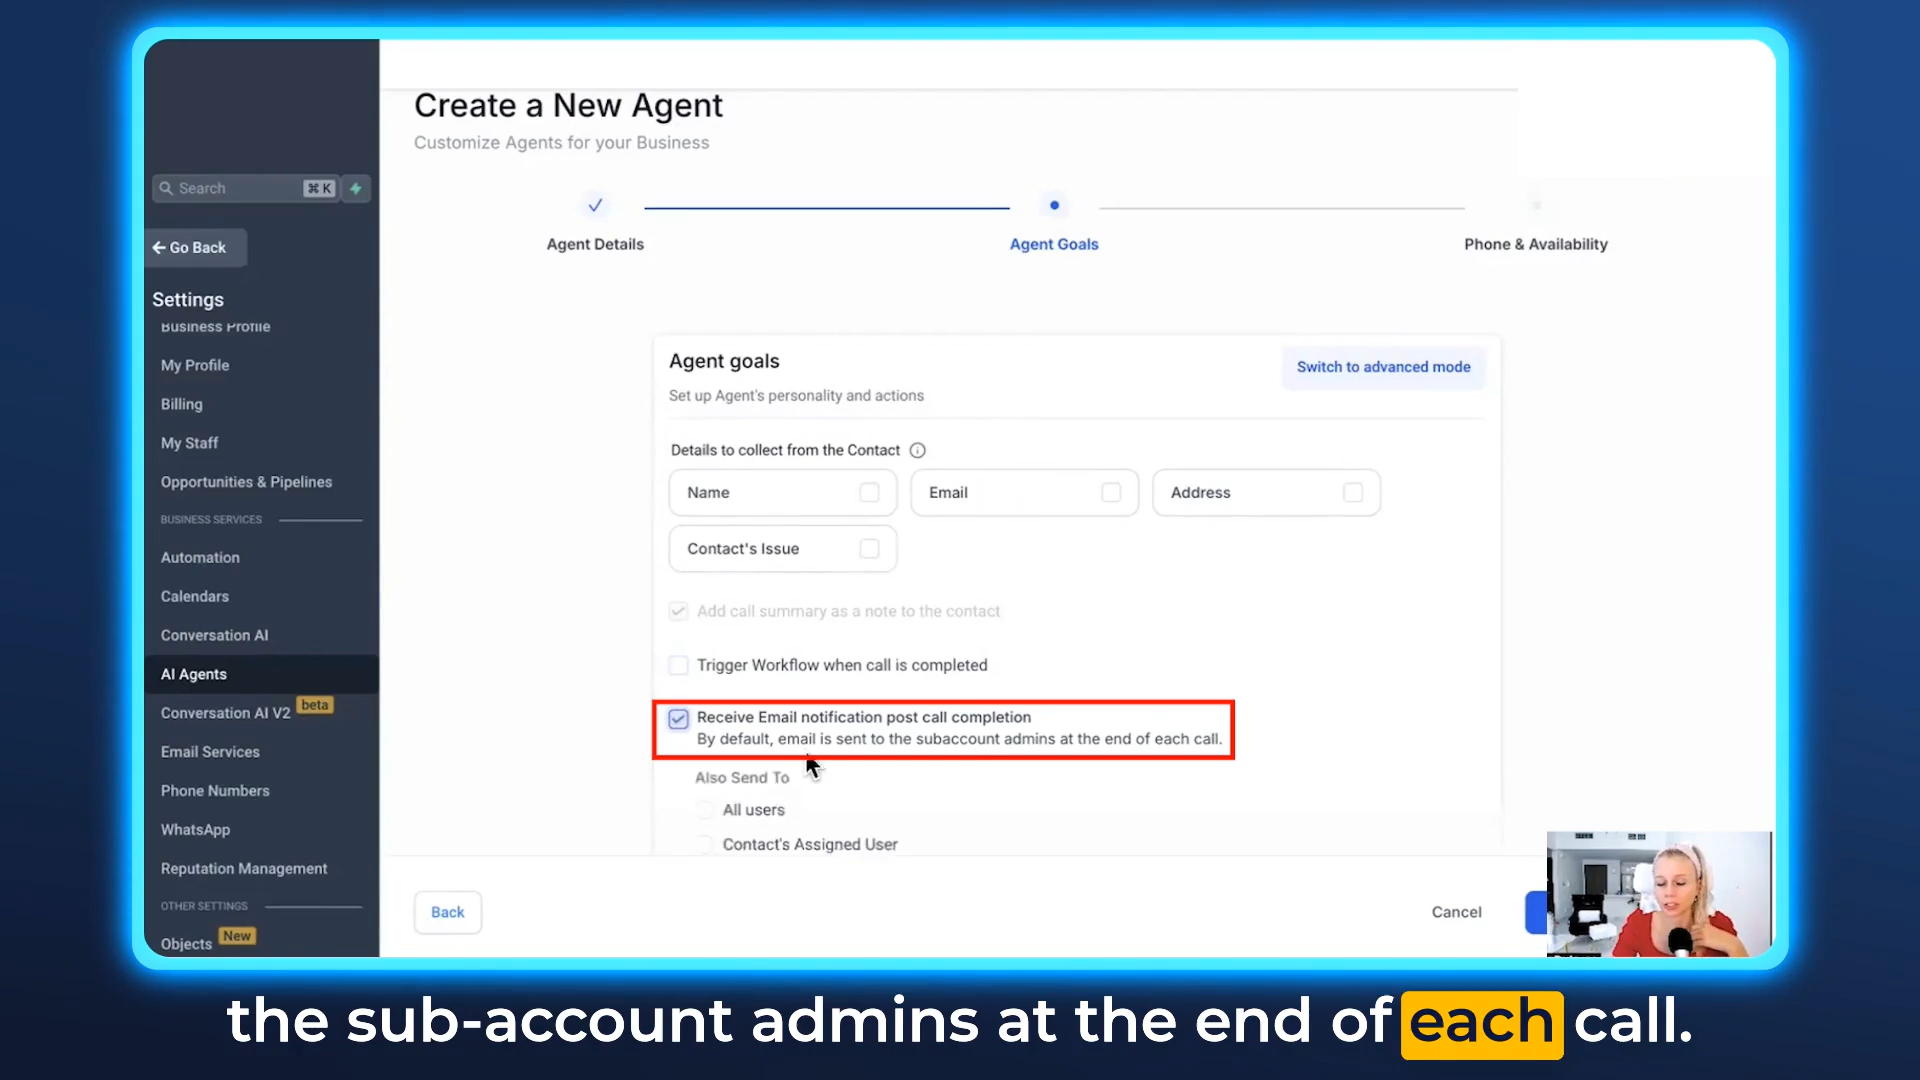 Create a New Agent
Customize Agents for your Business
Search ⌘ K
← Go Back
Settings
Business Profile
My Profile
Billing
My Staff
Opportunities & Pipelines
BUSINESS SERVICES
Automation
Calendars
Conversation AI
AI Agents
Conversation AI V2 beta
Email Services
Phone Numbers
WhatsApp
Reputation Management
OTHER SETTINGS
Objects New
Agent Details
Agent Goals
Phone & Availability
Agent goals
Switch to advanced mode
Set up Agent's personality and actions
Details to collect from the Contact
Name
Email
Address
Contact's Issue
Add call summary as a note to the contact
Trigger Workflow when call is completed
Receive Email notification post call completion
By default, email is sent to the subaccount admins at the end of each call.
Also Send To
All users
Contact's Assigned User
Back
Cancel
the sub-account admins at the end of each call.